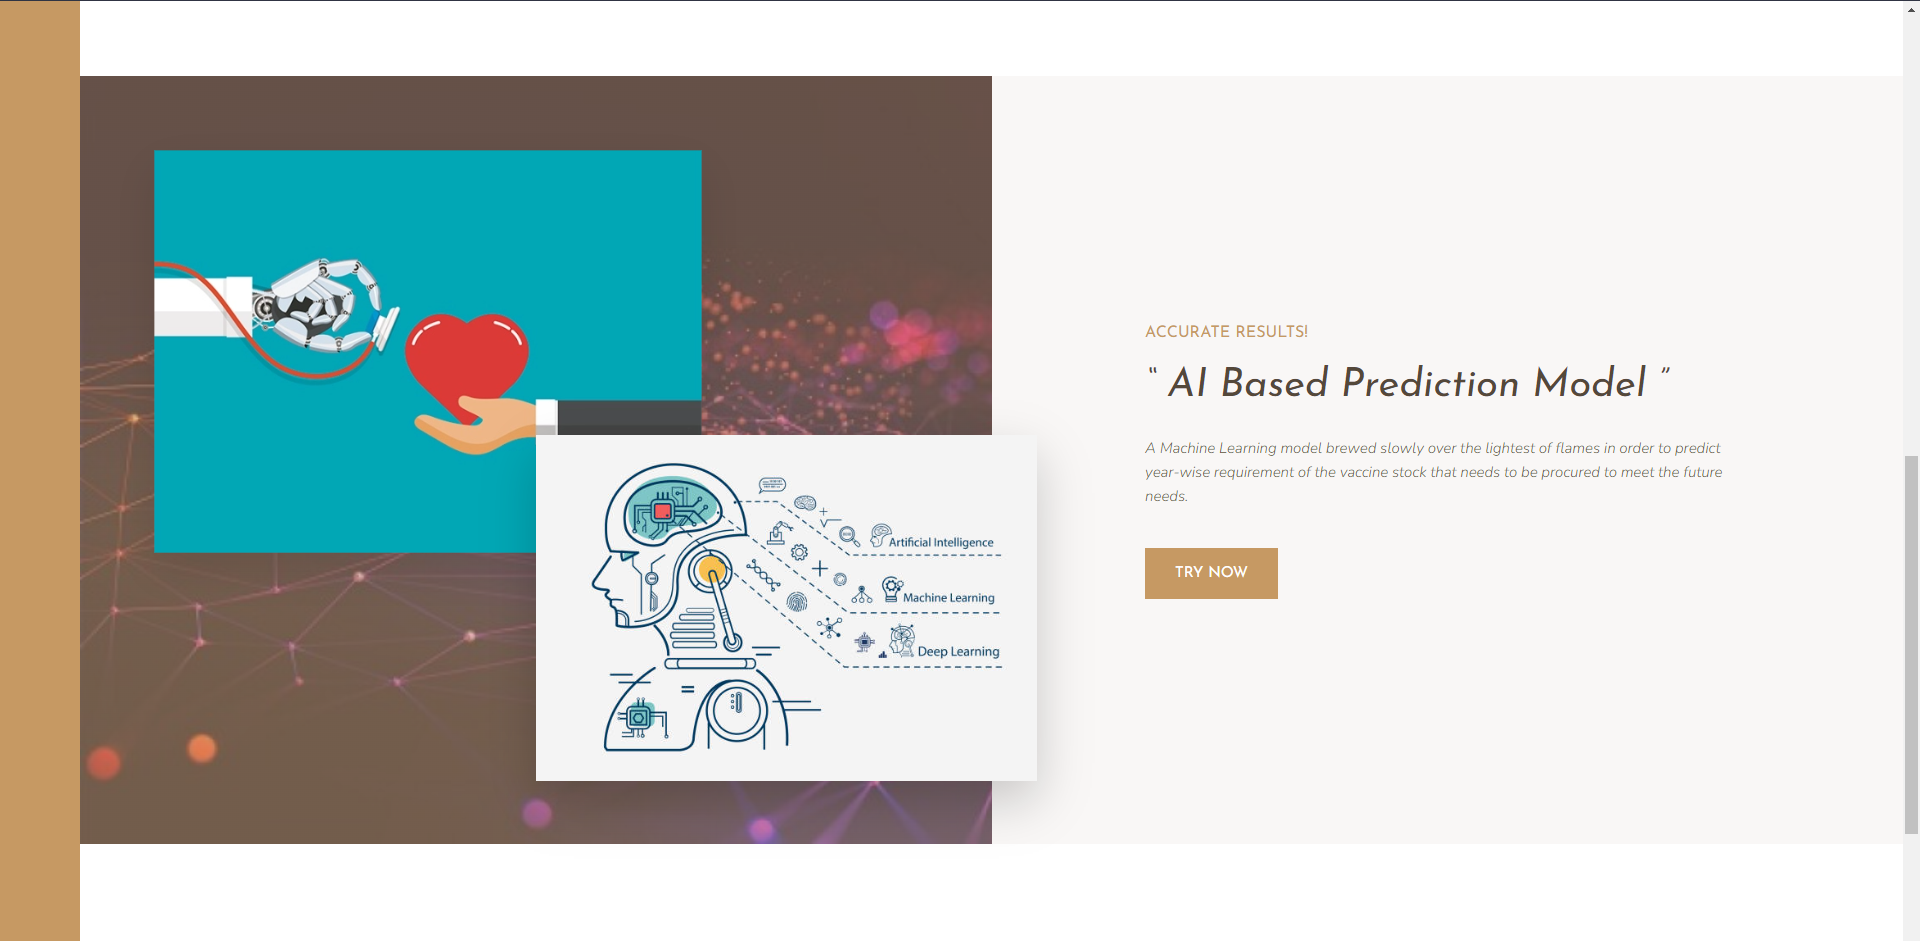 Artificial Intelligence
Machine Learning
Deep Learning
ACCURATE RESULTS!
“ AI Based Prediction Model ”
A Machine Learning model brewed slowly over the lightest of flames in order to predict
year-wise requirement of the vaccine stock that needs to be procured to meet the future
needs.
TRY NOW